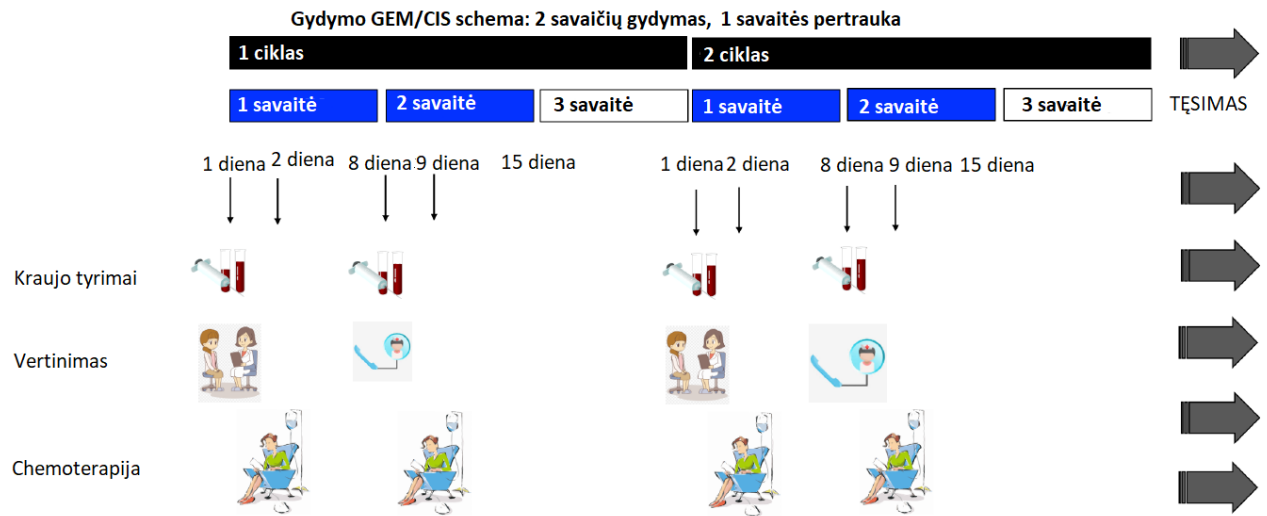 Gydymo GEM/CIS schema: 2 savaičių gydymas, 1 savaitės pertrauka
1 ciklas 2 ciklas
1 savaitė 2 savaitė 3 savaitė 1 savaitė 2 savaitė 3 savaitė TĘSIMAS
1 diena 2 diena 8 diena 9 diena 15 diena 1 diena 2 diena 8 diena 9 diena 15 diena
Kraujo tyrimai
Vertinimas
Chemoterapija